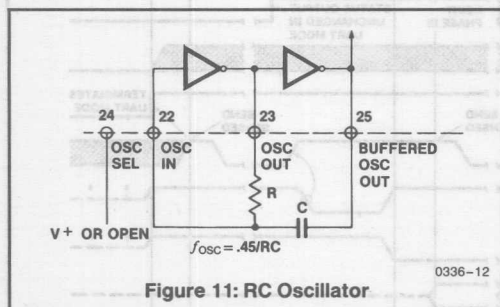 24 22 23 25
OSC SEL
OSC IN
OSC OUT
BUFFERED OSC OUT
R
C
V+ OR OPEN
fOSC = .45/RC
0336-12
Figure 11: RC Oscillator